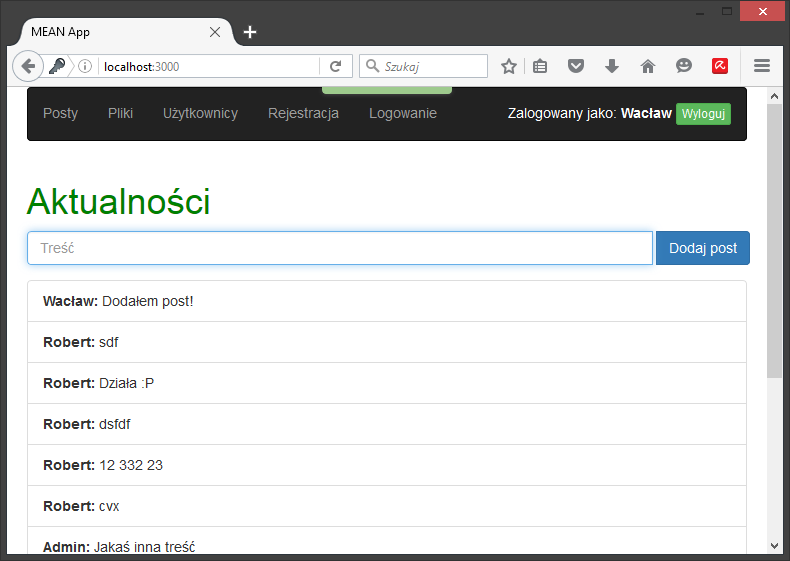 MEAN App
localhost:3000
Szukaj
Posty Pliki Użytkownicy Rejestracja Logowanie Zalogowany jako: Wacław Wyloguj
Aktualności
Treść Dodaj post
Wacław: Dodałem post!
Robert: sdf
Robert: Działa :P
Robert: dsfdf
Robert: 12 332 23
Robert: cvx
Admin: Jakaś inna treść